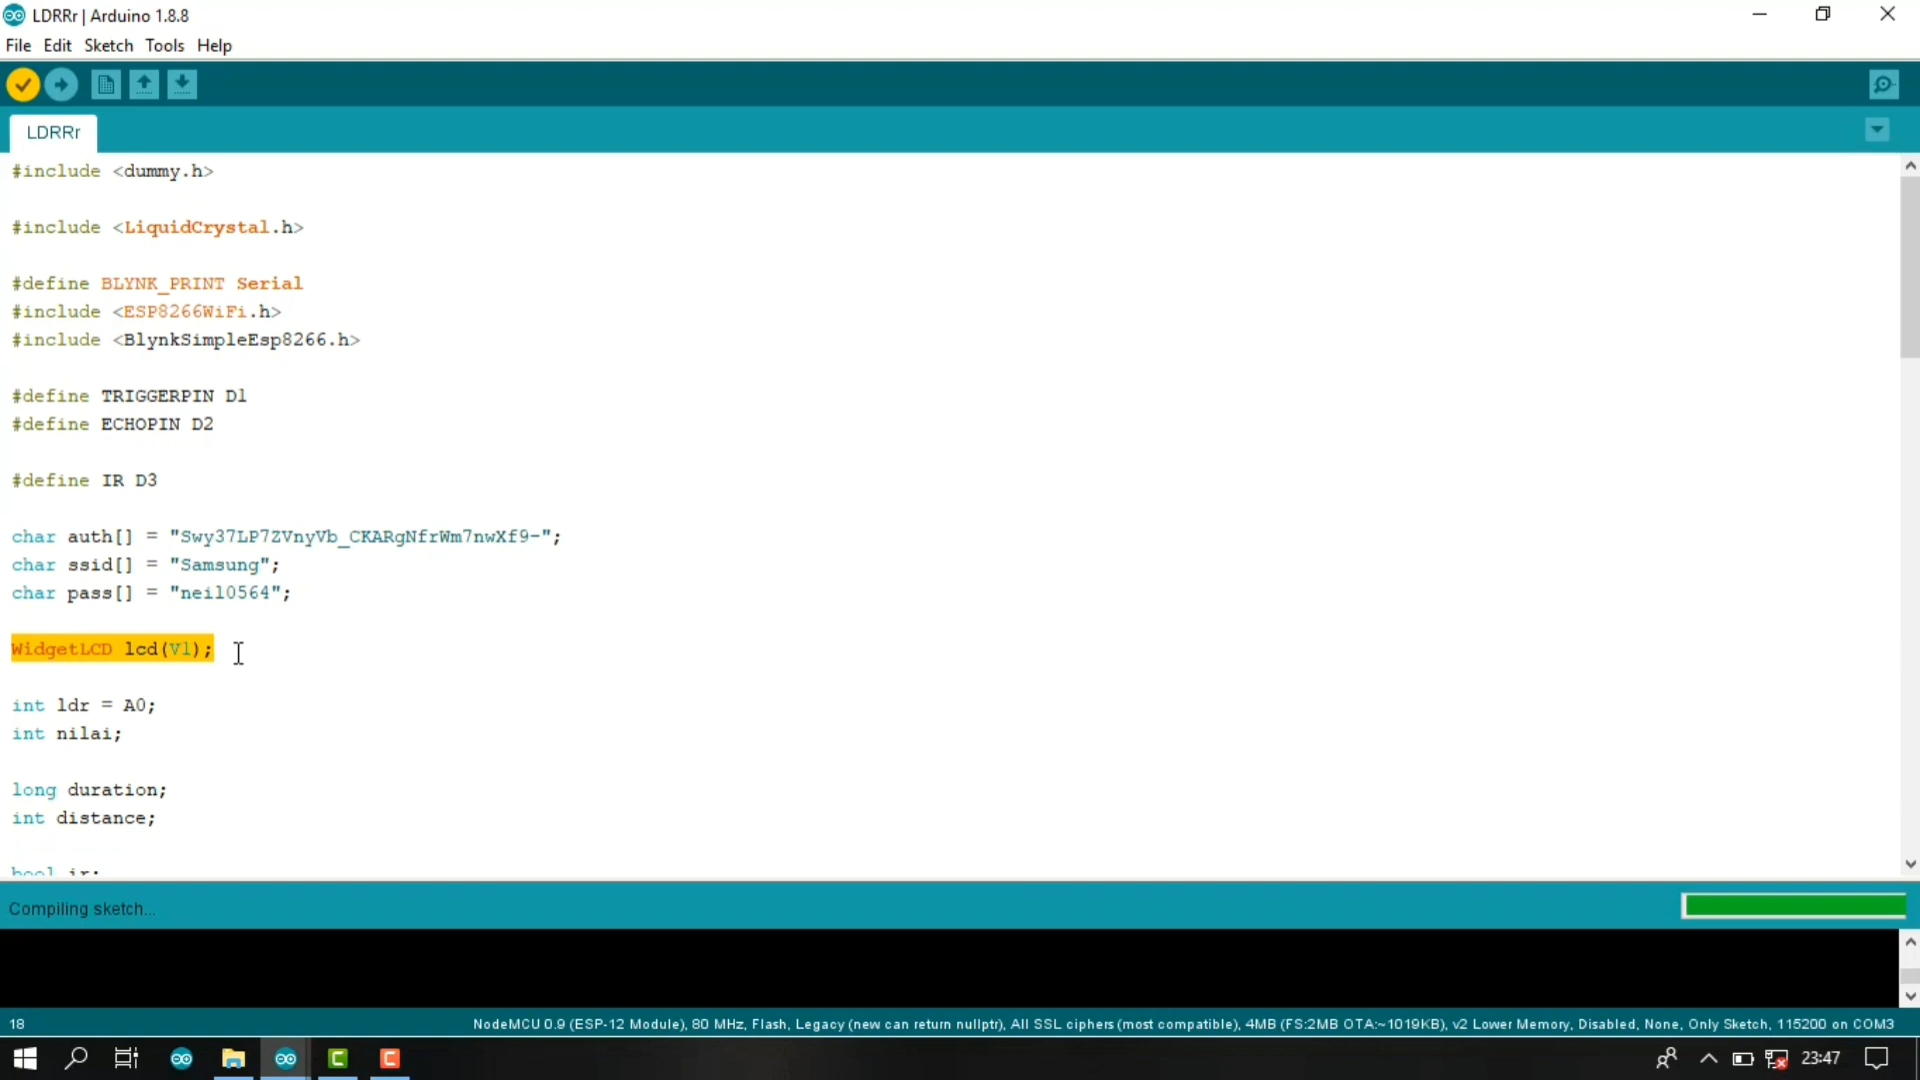 LDRRr | Arduino 1.8.8
File Edit Sketch Tools Help
LDRRr
#include <dummy.h>
#include <LiquidCrystal.h>
#define BLYNK_PRINT Serial
#include <ESP8266WiFi.h>
#include <BlynkSimpleEsp8266.h>
#define TRIGGERPIN D1
#define ECHOPIN D2
#define IR D3
char auth[] = "Swy37LP7ZVnyVb_CKARgNfrWm7nwXf9-";
char ssid[] = "Samsung";
char pass[] = "neil0564";
WidgetLCD lcd(V1);
int ldr = A0;
int nilai;
long duration;
int distance;
bool ir;
Compiling sketch...
18
NodeMCU 0.9 (ESP-12 Module), 80 MHz, Flash, Legacy (new can return nullptr), All SSL ciphers (most compatible), 4MB (FS:2MB OTA:~1019KB), v2 Lower Memory, Disabled, None, Only Sketch, 115200 on COM3
23:47